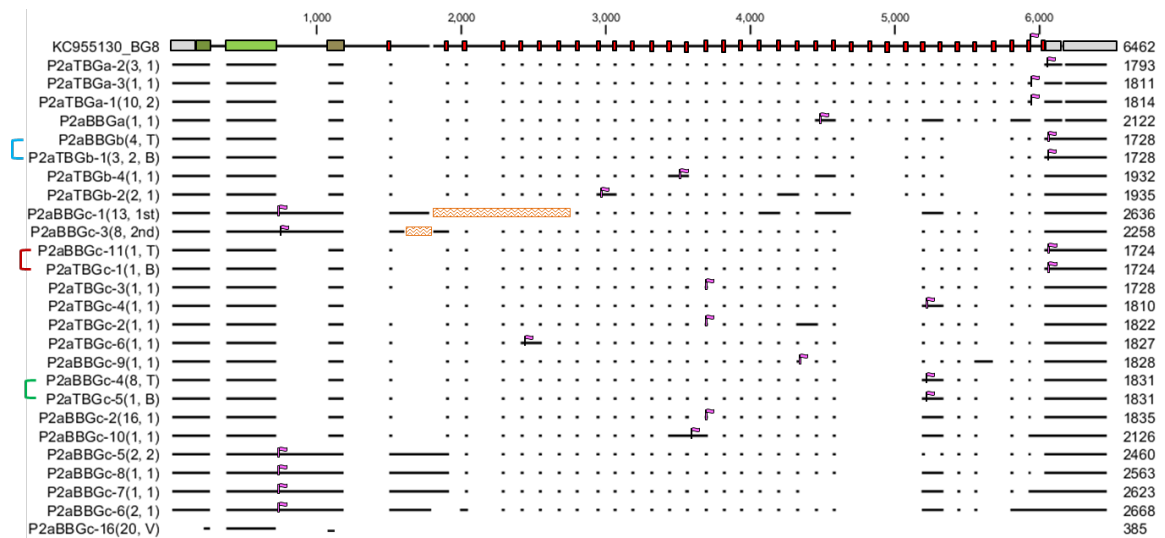 1,000 2,000 3,000 4,000 5,000 6,000
KC955130_BG8 6462
P2aTBGa-2(3, 1) 1793
P2aTBGa-3(1, 1) 1811
P2aTBGa-1(10, 2) 1814
P2aBBGa(1, 1) 2122
P2aBBGb(4, T) 1728
P2aTBGb-1(3, 2, B) 1728
P2aTBGb-4(1, 1) 1932
P2aTBGb-2(2, 1) 1935
P2aBBGc-1(13, 1st) 2636
P2aBBGc-3(8, 2nd) 2258
P2aBBGc-11(1, T) 1724
P2aTBGc-1(1, B) 1724
P2aTBGc-3(1, 1) 1728
P2aTBGc-4(1, 1) 1810
P2aTBGc-2(1, 1) 1822
P2aTBGc-6(1, 1) 1827
P2aBBGc-9(1, 1) 1828
P2aBBGc-4(8, T) 1831
P2aTBGc-5(1, B) 1831
P2aBBGc-2(16, 1) 1835
P2aBBGc-10(1, 1) 2126
P2aBBGc-5(2, 2) 2460
P2aBBGc-8(1, 1) 2563
P2aBBGc-7(1, 1) 2623
P2aBBGc-6(2, 1) 2668
P2aBBGc-16(20, V) 385